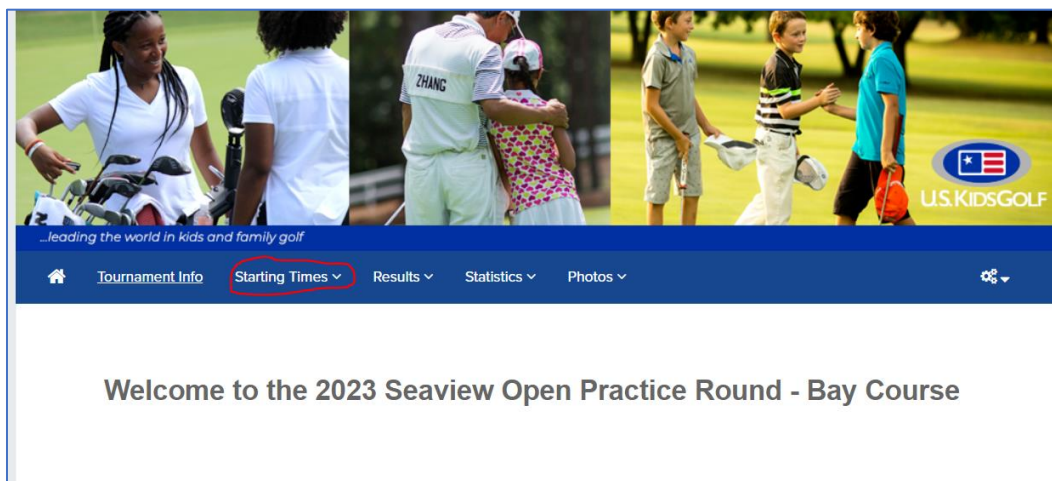 ZHANG
U.S. KIDSGOLF
...leading the world in kids and family golf
Tournament Info Starting Times Results Statistics Photos
Welcome to the 2023 Seaview Open Practice Round - Bay Course